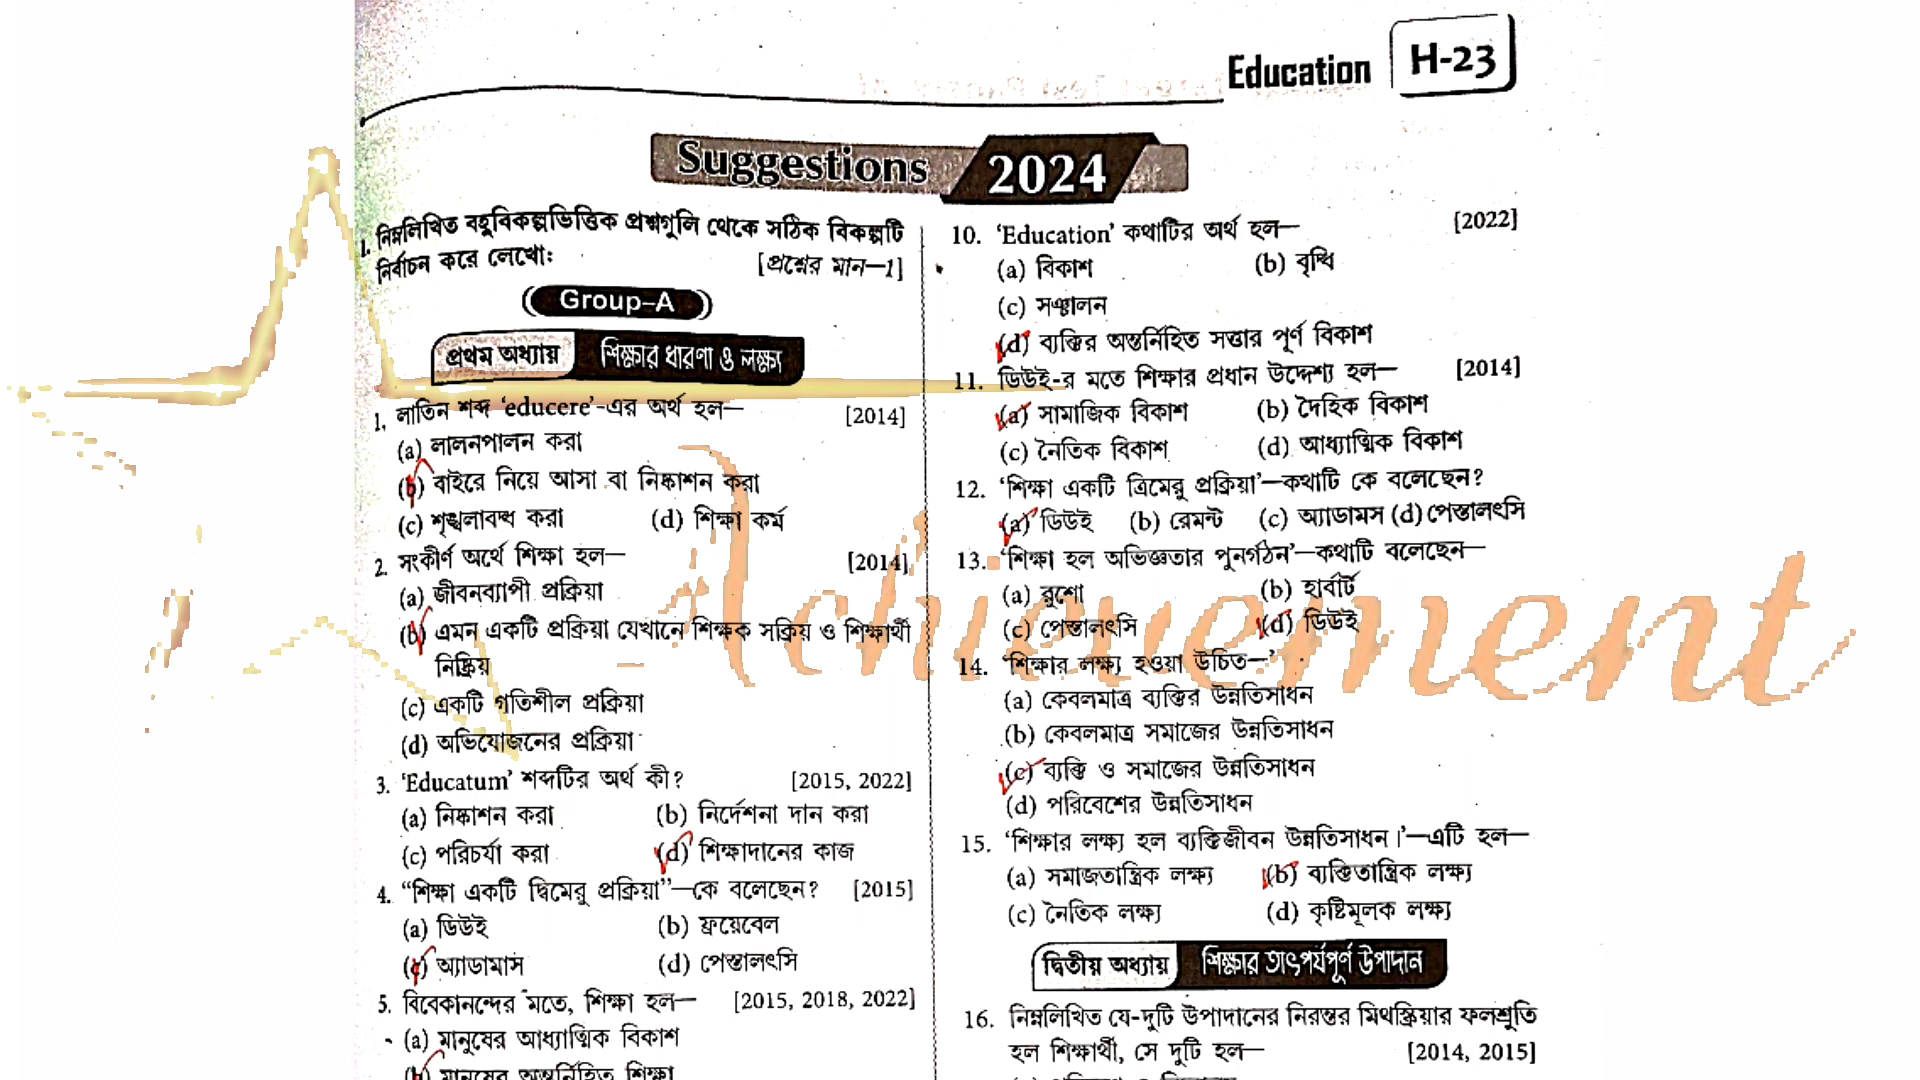 Education H-23
Suggestions 2024
1. নিম্নলিখিত বহুবিকল্পভিত্তিক প্রশ্নগুলি থেকে সঠিক বিকল্পটি
নির্বাচন করে লেখো: [প্রশ্নের মান—1]
Group–A
প্রথম অধ্যায় শিক্ষার ধারণা ও লক্ষ্য
1. লাতিন শব্দ ‘educere’-এর অর্থ হল— [2014]
(a) লালনপালন করা
(b) বাইরে নিয়ে আসা বা নিষ্কাশন করা
(c) শৃঙ্খলাবদ্ধ করা (d) শিক্ষা কর্ম
2. সংকীর্ণ অর্থে শিক্ষা হল— [2014]
(a) জীবনব্যাপী প্রক্রিয়া
(b) এমন একটি প্রক্রিয়া যেখানে শিক্ষক সক্রিয় ও শিক্ষার্থী
নিষ্ক্রিয়
(c) একটি গতিশীল প্রক্রিয়া
(d) অভিযোজনের প্রক্রিয়া
3. ‘Educatum’ শব্দটির অর্থ কী? [2015, 2022]
(a) নিষ্কাশন করা (b) নির্দেশনা দান করা
(c) পরিচর্যা করা (d) শিক্ষাদানের কাজ
4. “শিক্ষা একটি দ্বিমেরু প্রক্রিয়া”—কে বলেছেন? [2015]
(a) ডিউই (b) ফ্রয়েবেল
(c) অ্যাডামস (d) পেস্তালৎসি
5. বিবেকানন্দের মতে, শিক্ষা হল— [2015, 2018, 2022]
(a) মানুষের আধ্যাত্মিক বিকাশ
(b) মানুষের অন্তর্নিহিত শিক্ষা
10. ‘Education’ কথাটির অর্থ হল— [2022]
(a) বিকাশ (b) বৃদ্ধি
(c) সঞ্চালন
(d) ব্যক্তির অন্তর্নিহিত সত্তার পূর্ণ বিকাশ
11. ডিউই-র মতে শিক্ষার প্রধান উদ্দেশ্য হল— [2014]
(a) সামাজিক বিকাশ (b) দৈহিক বিকাশ
(c) নৈতিক বিকাশ (d) আধ্যাত্মিক বিকাশ
12. ‘শিক্ষা একটি ত্রিমেরু প্রক্রিয়া’—কথাটি কে বলেছেন?
(a) ডিউই (b) রেমন্ট (c) অ্যাডামস (d) পেস্তালৎসি
13. ‘শিক্ষা হল অভিজ্ঞতার পুনর্গঠন’—কথাটি বলেছেন—
(a) রুশো (b) হার্বার্ট
(c) পেস্তালৎসি (d) ডিউই
14. ‘শিক্ষার লক্ষ্য হওয়া উচিত—’
(a) কেবলমাত্র ব্যক্তির উন্নতিসাধন
(b) কেবলমাত্র সমাজের উন্নতিসাধন
(c) ব্যক্তি ও সমাজের উন্নতিসাধন
(d) পরিবেশের উন্নতিসাধন
15. ‘শিক্ষার লক্ষ্য হল ব্যক্তিজীবন উন্নতিসাধন।’—এটি হল—
(a) সমাজতান্ত্রিক লক্ষ্য (b) ব্যক্তিতান্ত্রিক লক্ষ্য
(c) নৈতিক লক্ষ্য (d) কৃষ্টিমূলক লক্ষ্য
দ্বিতীয় অধ্যায় শিক্ষার তাৎপর্যপূর্ণ উপাদান
16. নিম্নলিখিত যে-দুটি উপাদানের নিরন্তর মিথস্ক্রিয়ার ফলশ্রুতি
হল শিক্ষার্থী, সে দুটি হল— [2014, 2015]
Achievement